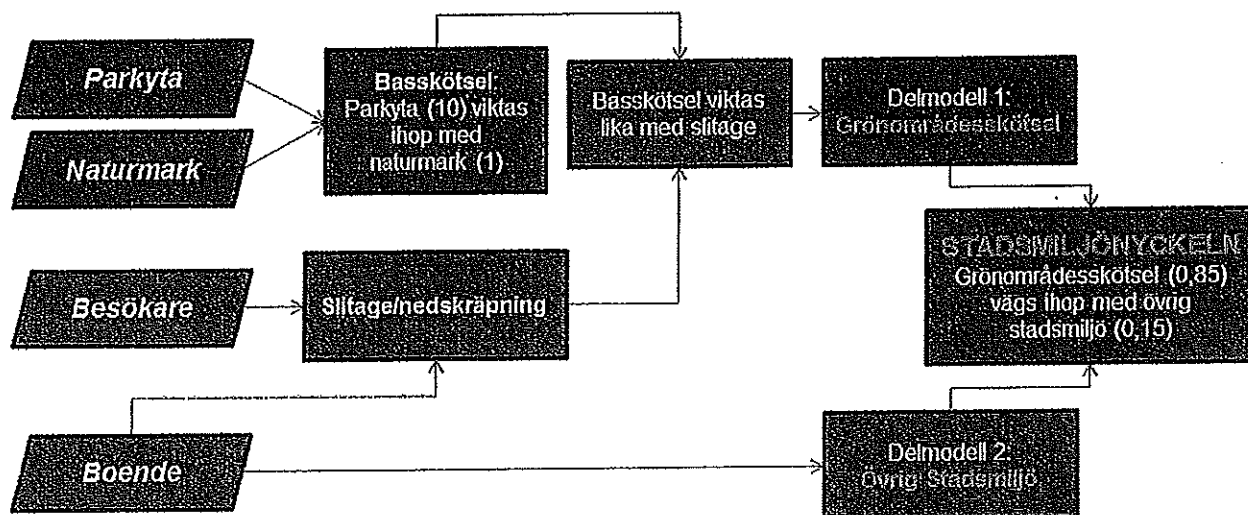 Parkyta
Naturmark
Basskötsel:
Parkyta (10) viktas
ihop med
naturmark (1)
Basskötsel viktas
lika med slitage
Delmodell 1:
Grönområdesskötsel
Besökare
Slitage/nedskräpning
STADSMILJÖNYCKELN
Grönområdesskötsel (0,85)
vägs ihop med övrig
stadsmiljö (0,15)
Boende
Delmodell 2:
Övrig Stadsmiljö